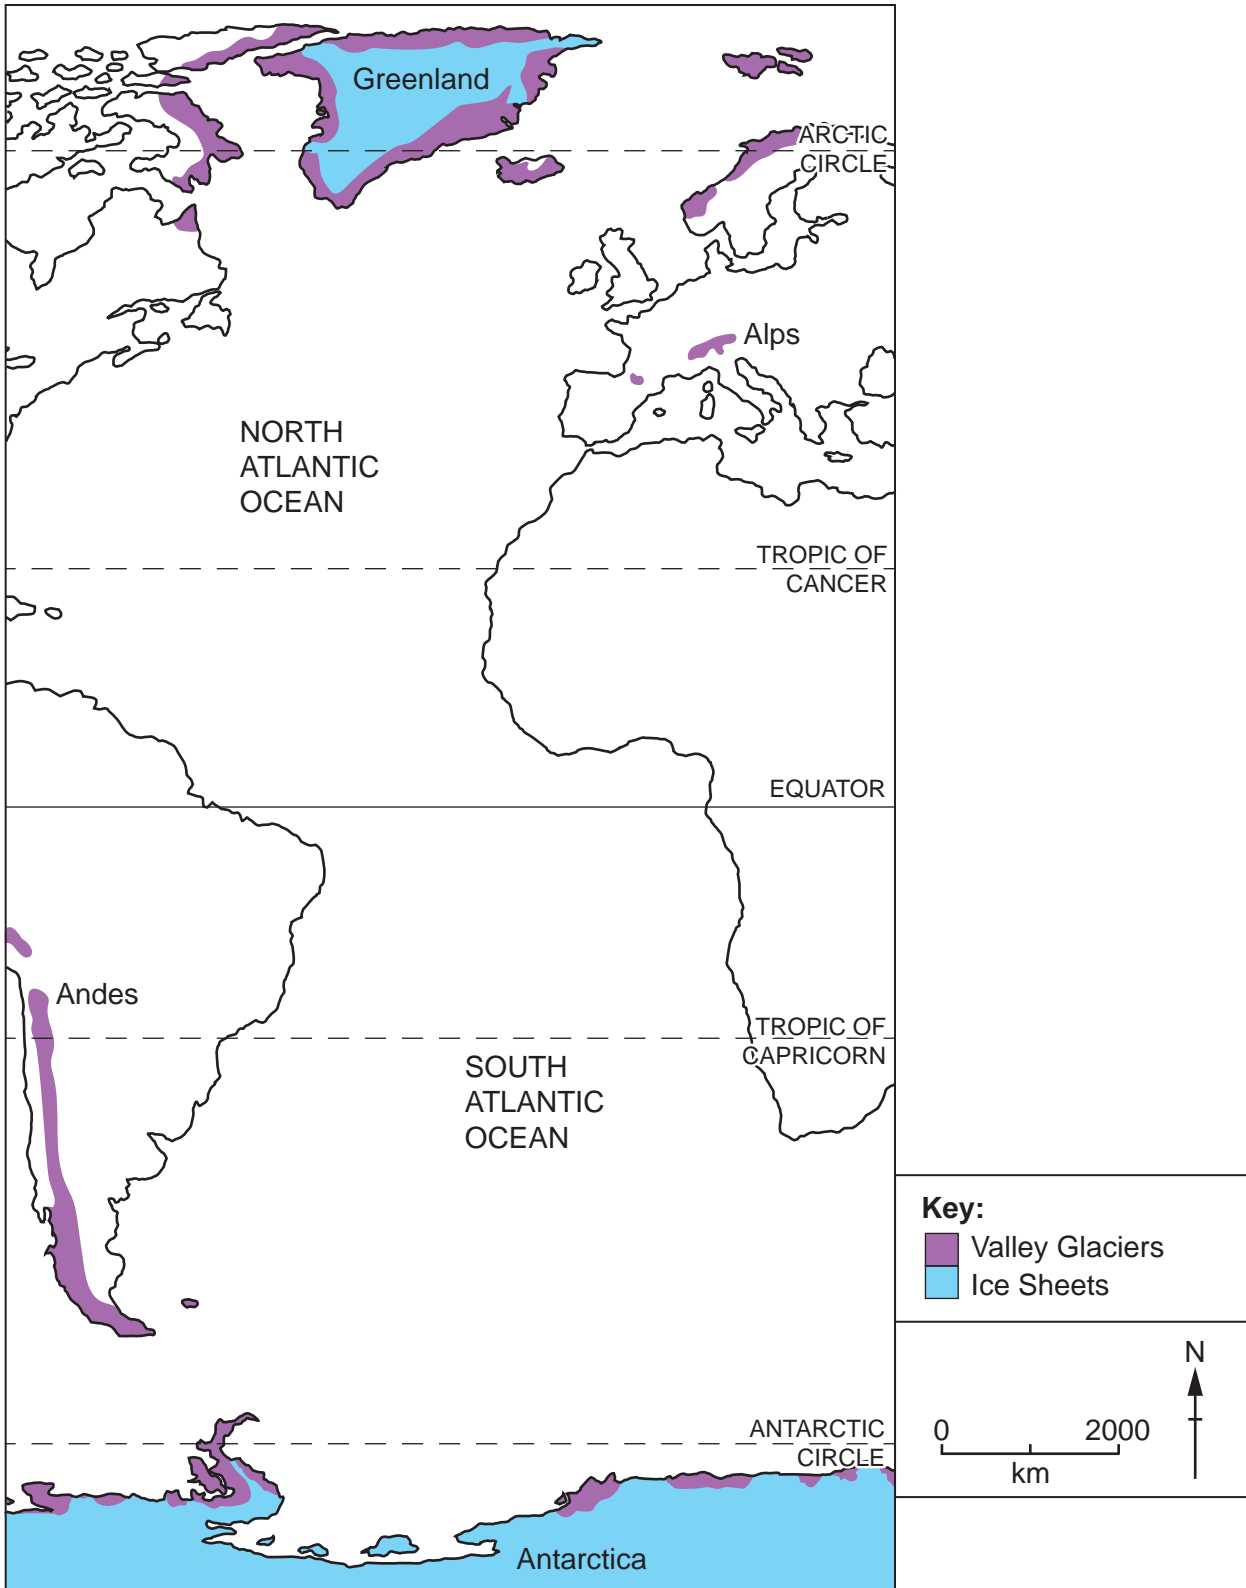 Greenland
ARCTIC
CIRCLE
Alps
NORTH
ATLANTIC
OCEAN
TROPIC OF
CANCER
EQUATOR
Andes
TROPIC OF
CAPRICORN
SOUTH
ATLANTIC
OCEAN
Key:
Valley Glaciers
Ice Sheets
N
0 2000
km
ANTARCTIC
CIRCLE
Antarctica